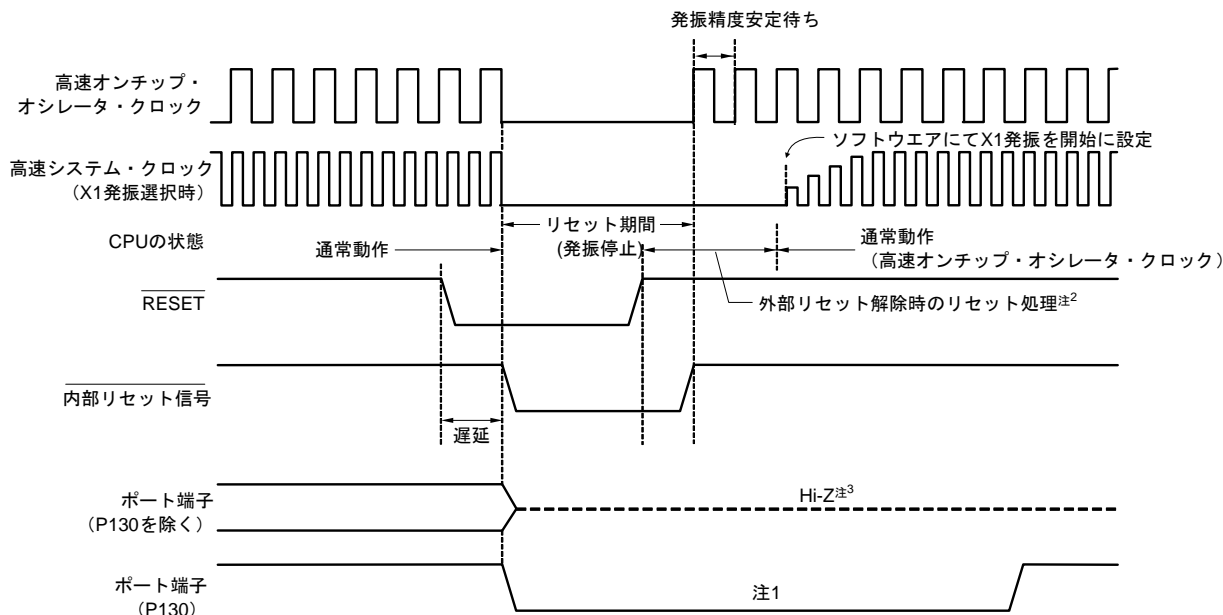 発振精度安定待ち
高速オンチップ・
オシレータ・クロック
ソフトウエアにてX1発振を開始に設定
高速システム・クロック
（X1発振選択時）
リセット期間
(発振停止)
CPUの状態
通常動作
通常動作
（高速オンチップ・オシレータ・クロック）
RESET
外部リセット解除時のリセット処理注2
内部リセット信号
遅延
ポート端子
（P130を除く）
Hi-Z注3
ポート端子
（P130）
注1